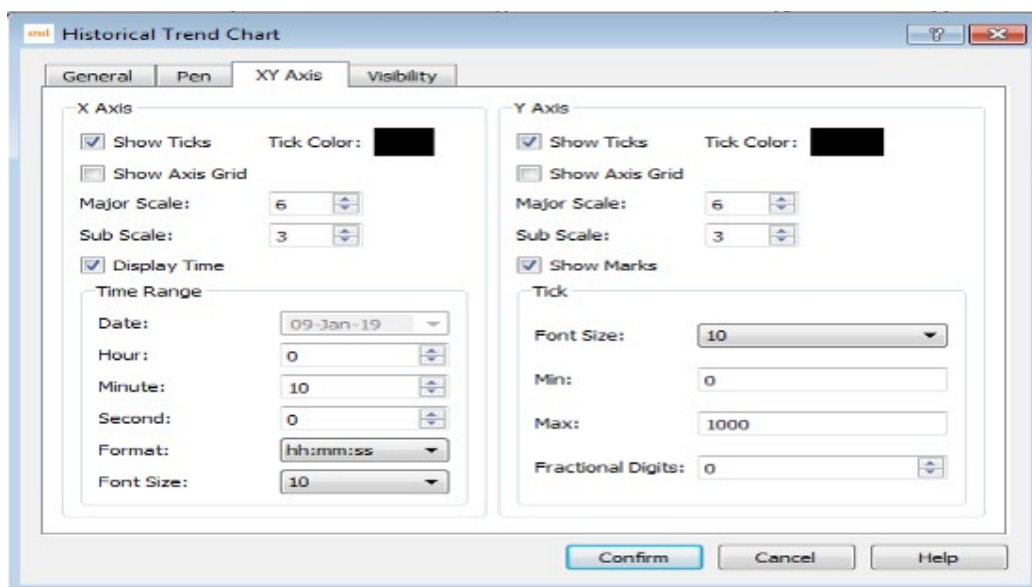 Historical Trend Chart
General Pen XY Axis Visibility
X Axis
Show Ticks Tick Color:
Show Axis Grid
Major Scale: 6
Sub Scale: 3
Display Time
Time Range
Date: 09-Jan-19
Hour: 0
Minute: 10
Second: 0
Format: hh:mm:ss
Font Size: 10
Y Axis
Show Ticks Tick Color:
Show Axis Grid
Major Scale: 6
Sub Scale: 3
Show Marks
Tick
Font Size: 10
Min: 0
Max: 1000
Fractional Digits: 0
Confirm Cancel Help